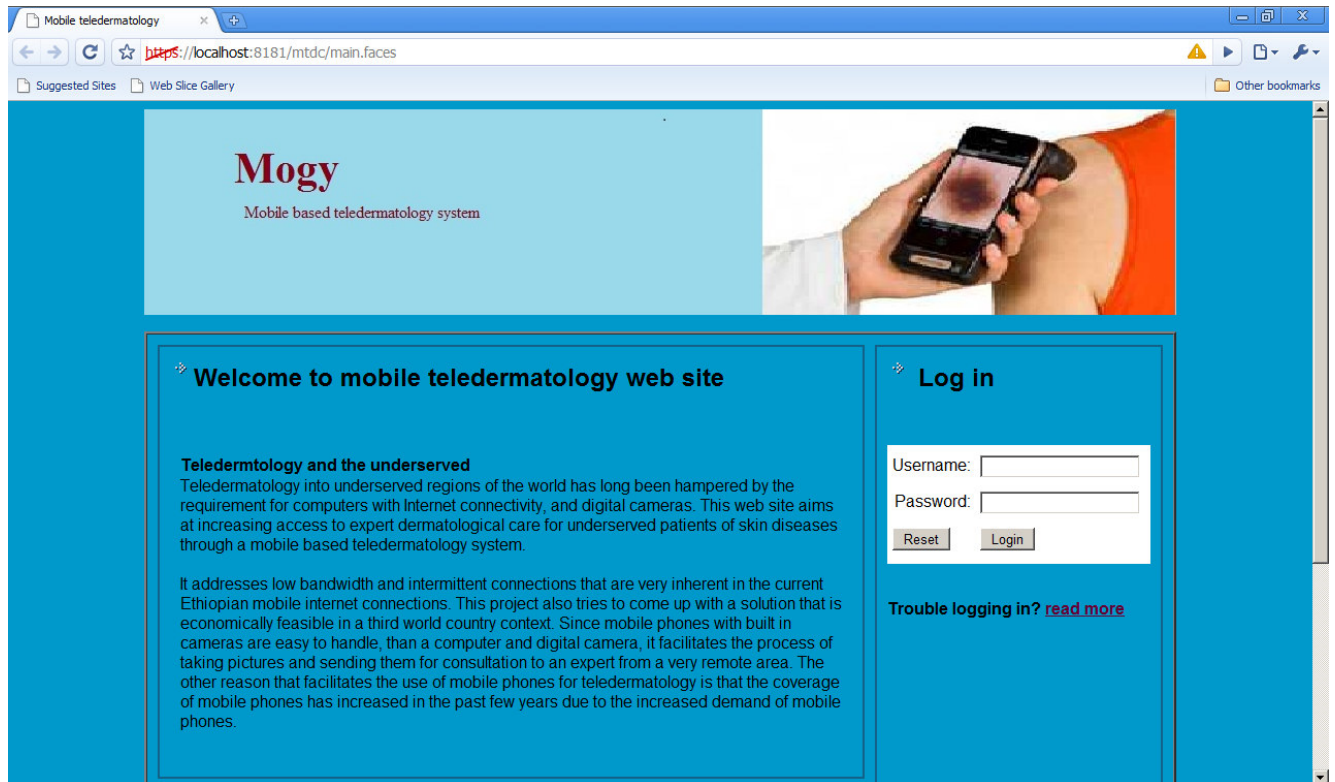 Mobile teledermatology
https://localhost:8181/mtdc/main.faces
Suggested Sites Web Slice Gallery Other bookmarks
Mogy
Mobile based teledermatology system
Welcome to mobile teledermatology web site
Teledermtology and the underserved
Teledermatology into underserved regions of the world has long been hampered by the
requirement for computers with Internet connectivity, and digital cameras. This web site aims
at increasing access to expert dermatological care for underserved patients of skin diseases
through a mobile based teledermatology system.
It addresses low bandwidth and intermittent connections that are very inherent in the current
Ethiopian mobile internet connections. This project also tries to come up with a solution that is
economically feasible in a third world country context. Since mobile phones with built in
cameras are easy to handle, than a computer and digital camera, it facilitates the process of
taking pictures and sending them for consultation to an expert from a very remote area. The
other reason that facilitates the use of mobile phones for teledermatology is that the coverage
of mobile phones has increased in the past few years due to the increased demand of mobile
phones.
Log in
Username:
Password:
Reset Login
Trouble logging in? read more